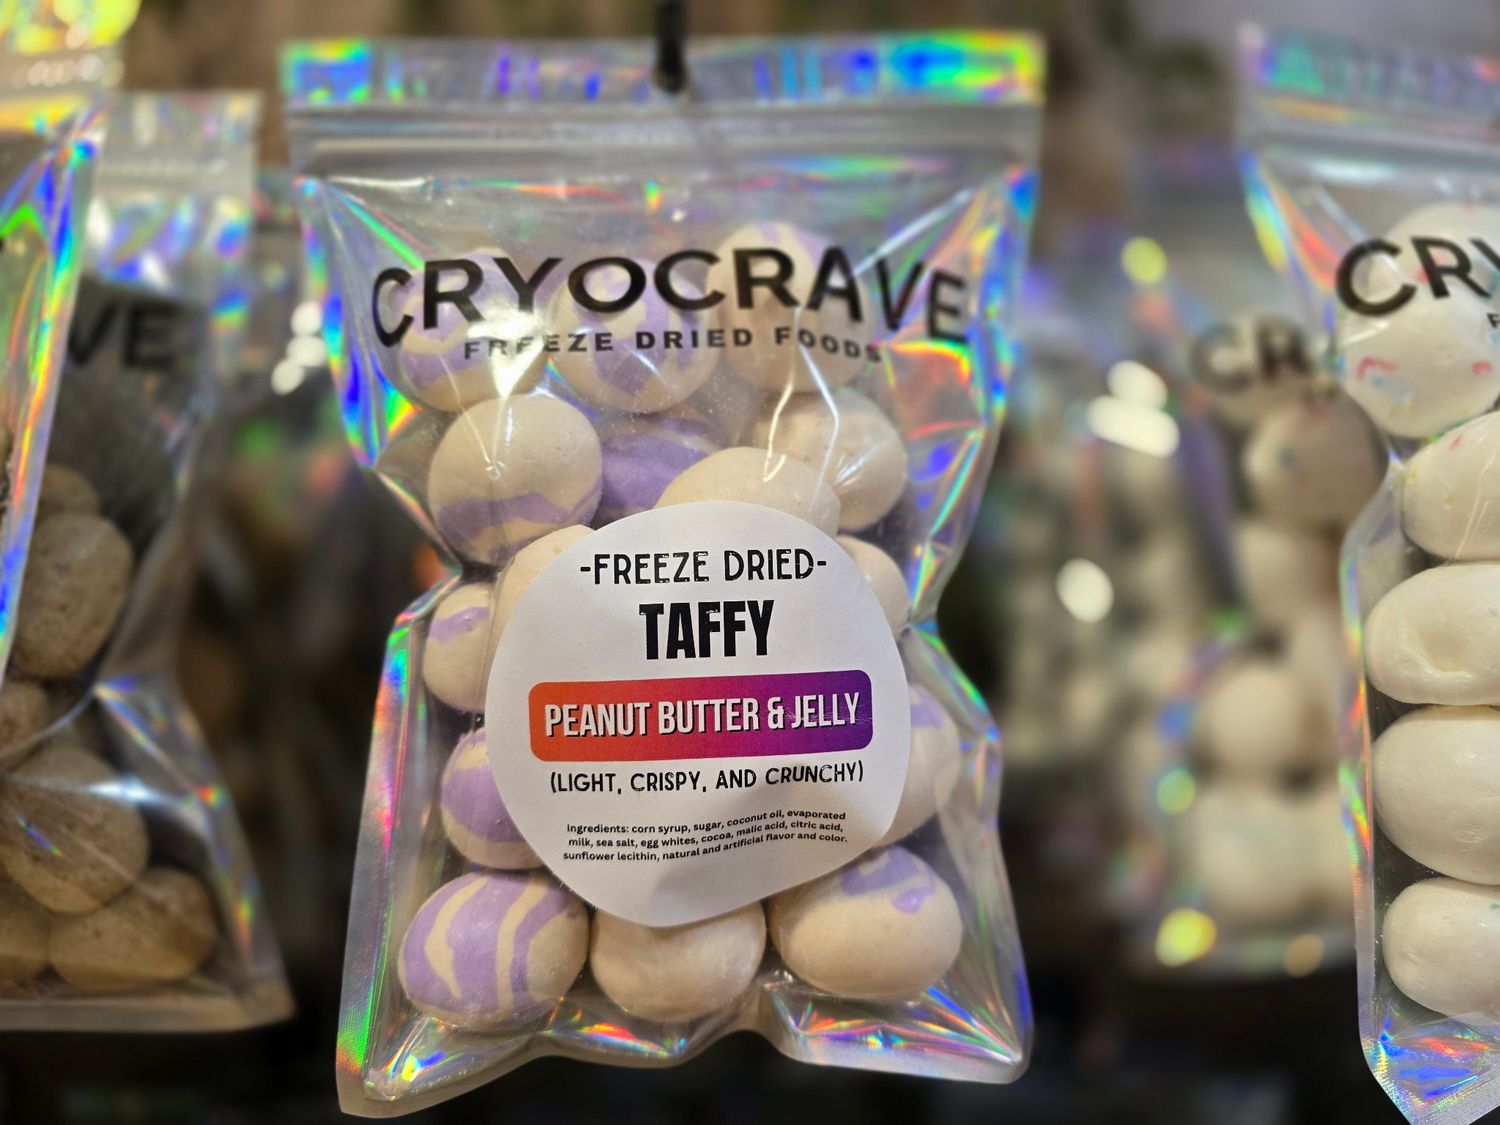 CRYOCRAVE
FREEZE DRIED FOODS
-FREEZE DRIED-
TAFFY
PEANUT BUTTER & JELLY
(LIGHT, CRISPY, AND CRUNCHY)
Ingredients: corn syrup, sugar, coconut oil, evaporated
milk, sea salt, egg whites, cocoa, malic acid, citric acid,
sunflower lecithin, natural and artificial flavor and color.
VE
CRY
F
CR